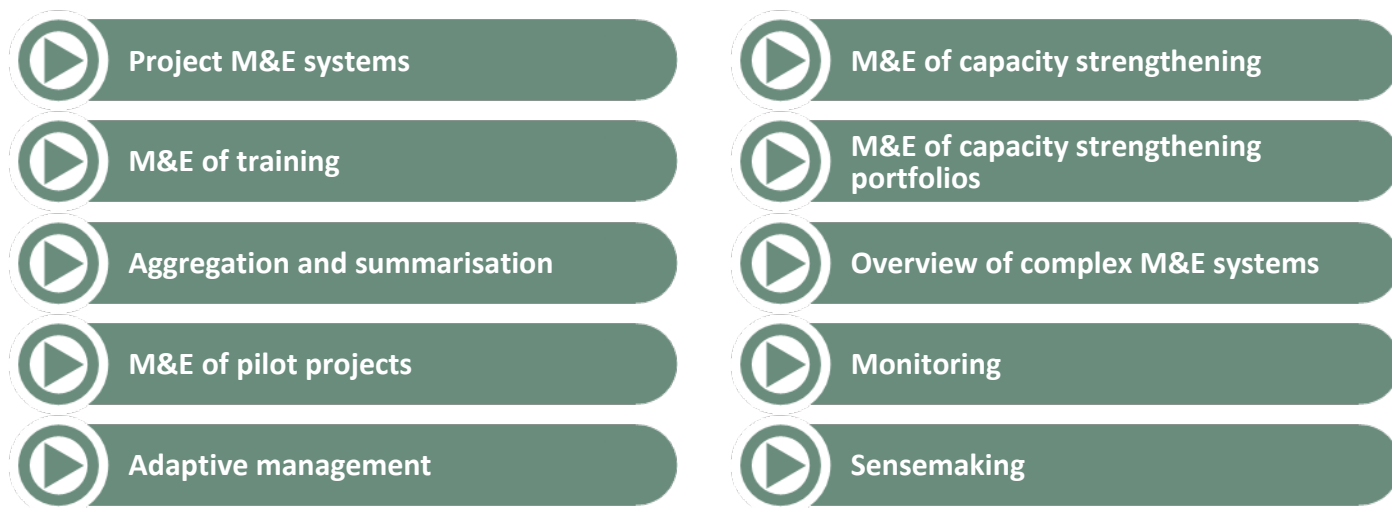 Project M&E systems
M&E of training
Aggregation and summarisation
M&E of pilot projects
Adaptive management
M&E of capacity strengthening
M&E of capacity strengthening
portfolios
Overview of complex M&E systems
Monitoring
Sensemaking